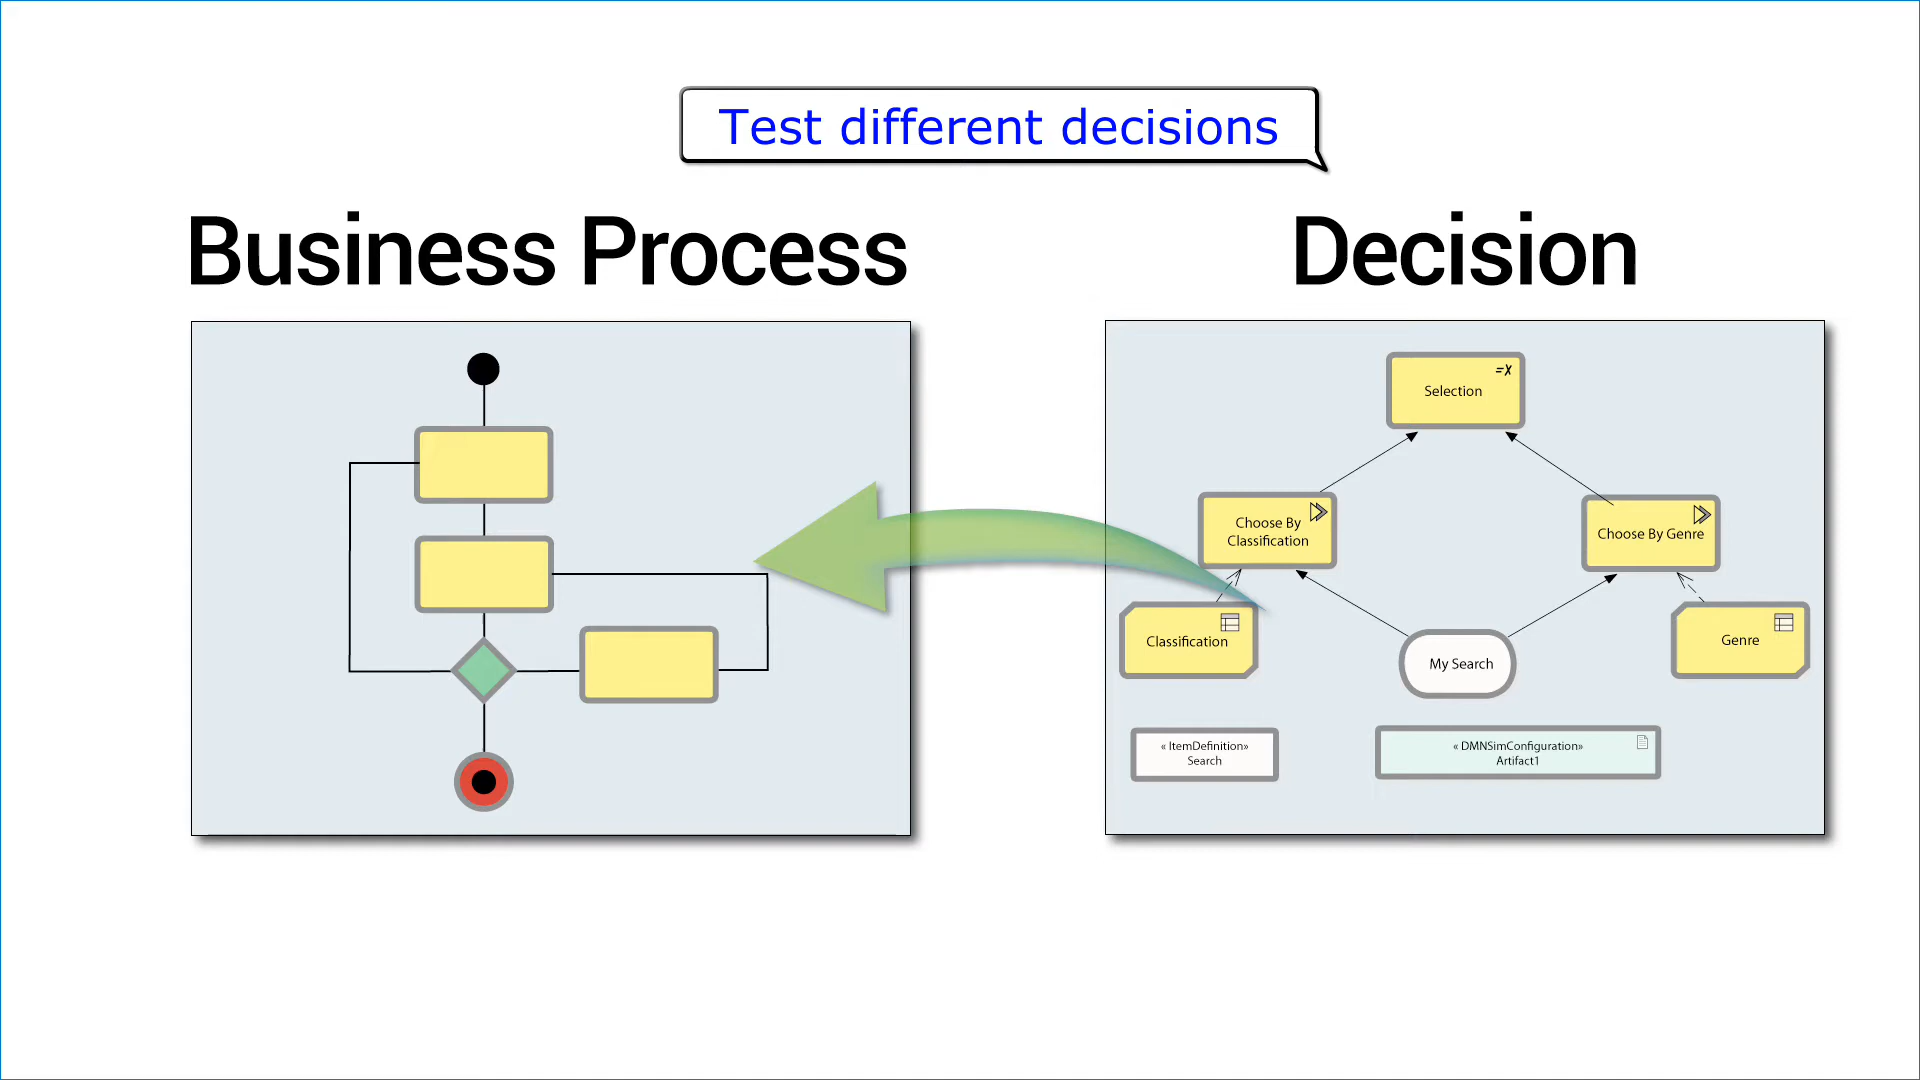 Test different decisions
Business Process
Decision
=X
Selection
Choose By
Classification
Choose By Genre
Classification
My Search
Genre
« ItemDefinition»
Search
« DMNSimConfiguration»
Artifact1